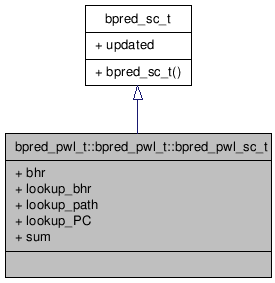 bpred_sc_t
+ updated
+ bpred_sc_t()
bpred_pwl_t::bpred_pwl_t::bpred_pwl_sc_t
+ bhr
+ lookup_bhr
+ lookup_path
+ lookup_PC
+ sum